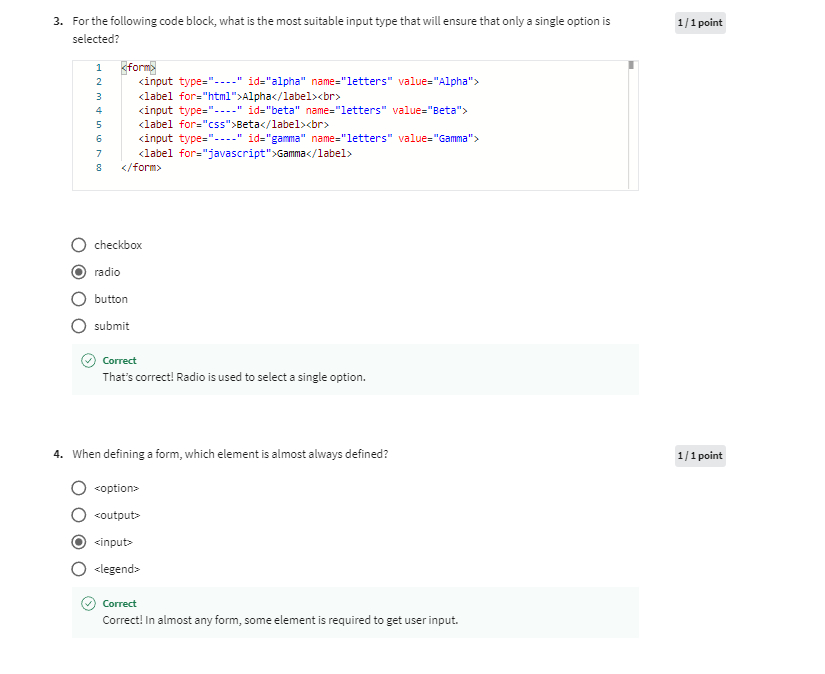 3. For the following code block, what is the most suitable input type that will ensure that only a single option is
selected?
1 / 1 point
1 <form>
2 <input type="----" id="alpha" name="letters" value="Alpha">
3 <label for="html">Alpha</label><br>
4 <input type="----" id="beta" name="letters" value="Beta">
5 <label for="css">Beta</label><br>
6 <input type="----" id="gamma" name="letters" value="Gamma">
7 <label for="javascript">Gamma</label>
8 </form>
checkbox
radio
button
submit
Correct
That's correct! Radio is used to select a single option.
4. When defining a form, which element is almost always defined?
1 / 1 point
<option>
<output>
<input>
<legend>
Correct
Correct! In almost any form, some element is required to get user input.